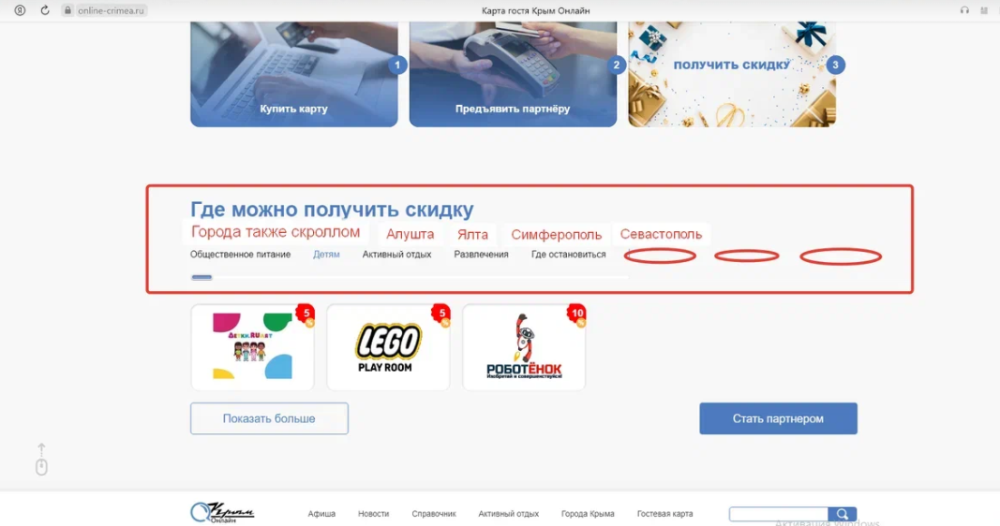 online-crimea.ru
Карта гостя Крым Онлайн
Купить карту
1
Предъявить партнёру
2
ПОЛУЧИТЬ СКИДКУ
3
Где можно получить скидку
Города также скроллом Алушта Ялта Симферополь Севастополь
Общественное питание Детям Активный отдых Развлечения Где остановиться
5
%
5
%
10
%
ДЕТКИ.RUАRT
LEGO
PLAY ROOM
РОБОТЁНОК
Изобретай и совершенствуйся!
Показать больше
Стать партнером
Крым
Онлайн
Афиша Новости Справочник Активный отдых Города Крыма Гостевая карта
Активация Windows